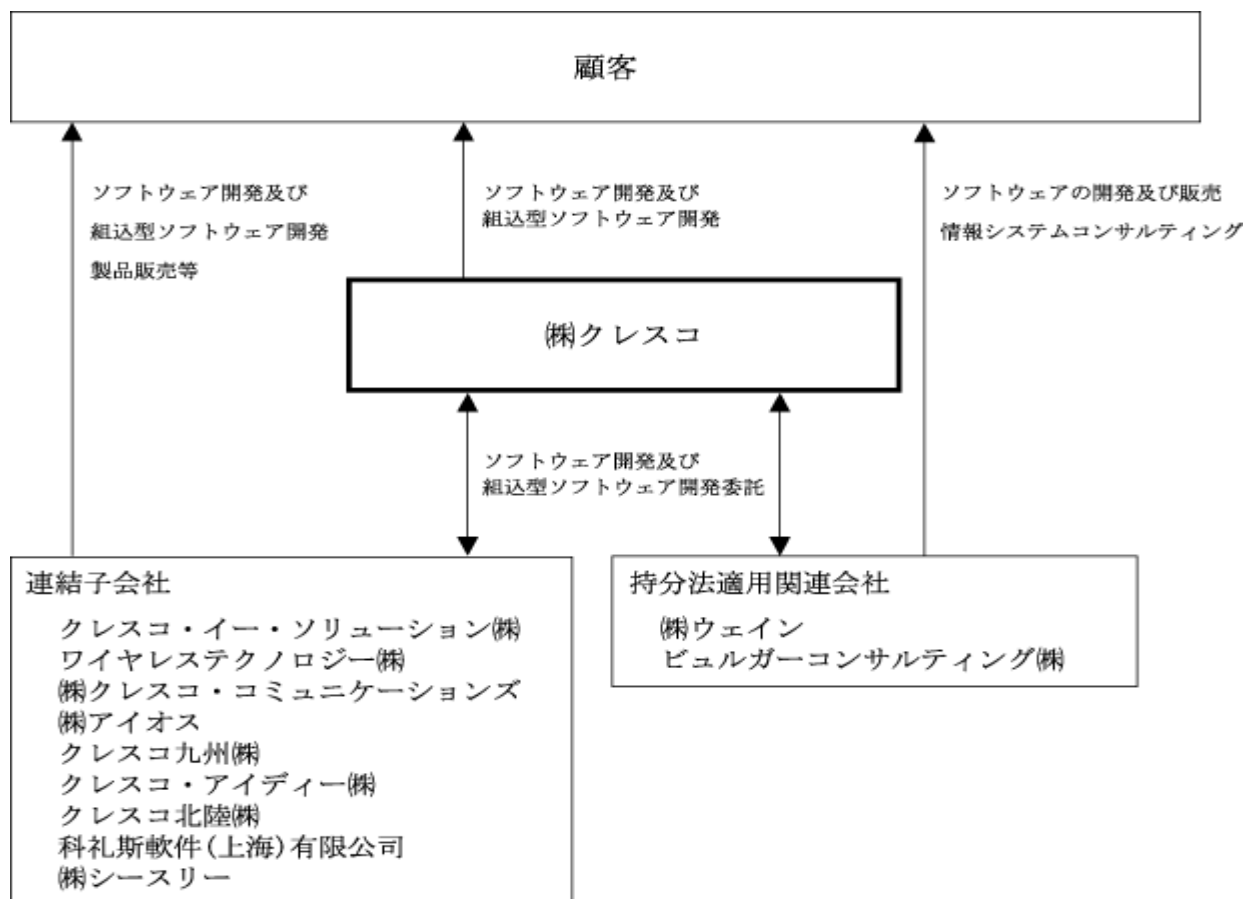 顧客
ソフトウェア開発及び
組込型ソフトウェア開発
製品販売等
ソフトウェア開発及び
組込型ソフトウェア開発
ソフトウェアの開発及び販売
情報システムコンサルティング
㈱クレスコ
ソフトウェア開発及び
組込型ソフトウェア開発委託
連結子会社
クレスコ・イー・ソリューション㈱
ワイヤレステクノロジー㈱
㈱クレスコ・コミュニケーションズ
㈱アイオス
クレスコ九州㈱
クレスコ・アイディー㈱
クレスコ北陸㈱
科礼斯軟件(上海)有限公司
㈱シースリー
持分法適用関連会社
㈱ウェイン
ビュルガーコンサルティング㈱